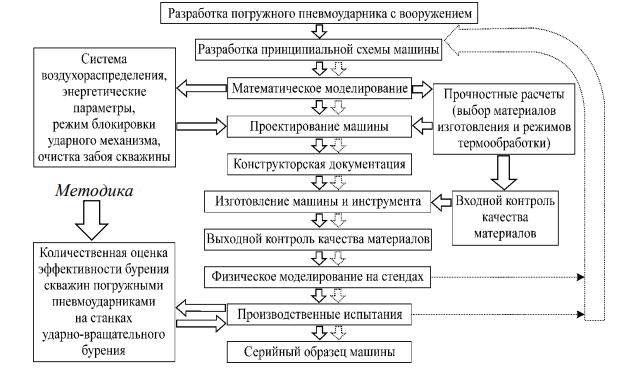 Разработка погружного пневмоударника с вооружением
Разработка принципиальной схемы машины
Система
воздухораспределения,
энергетические
параметры,
режим блокировки
ударного механизма,
очистка забоя скважины
Математическое моделирование
Проектирование машины
Прочностные расчеты
(выбор материалов
изготовления и режимов
термообработки)
Конструкторская документация
Методика
Изготовление машины и инструмента
Входной контроль
качества
материалов
Выходной контроль качества материалов
Количественная оценка
эффективности бурения
скважин погружными
пневмоударниками
на станках
ударно-вращательного
бурения
Физическое моделирование на стендах
Производственные испытания
Серийный образец машины